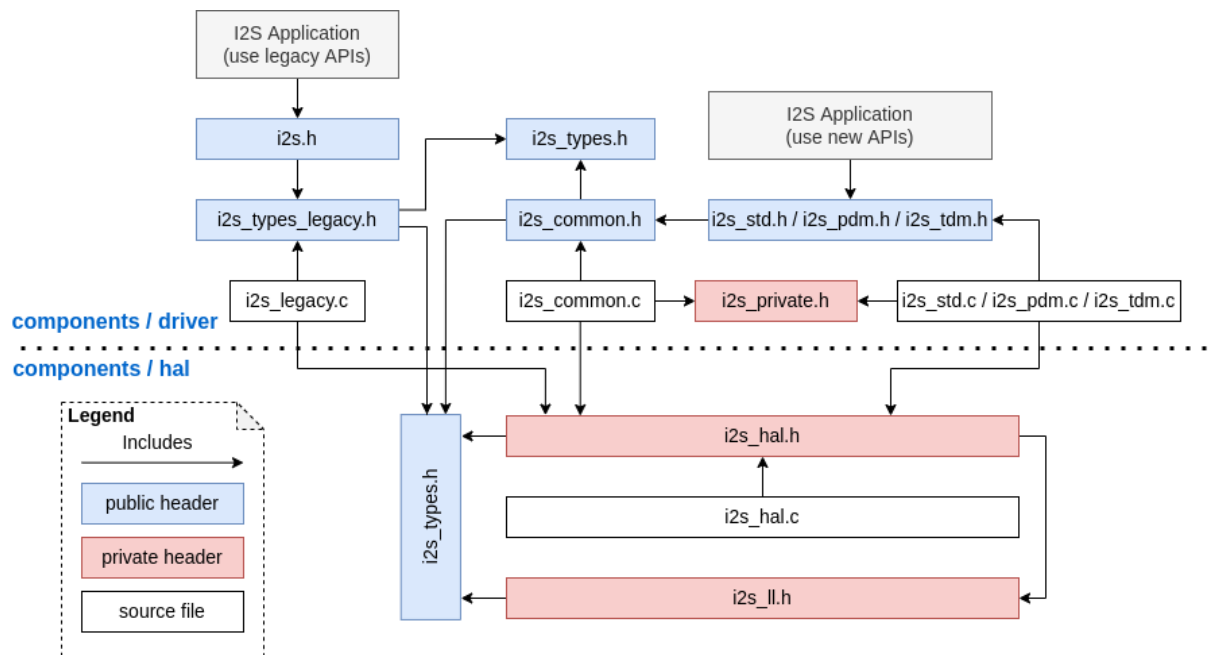 I2S Application
(use legacy APIs)
i2s.h
i2s_types.h
I2S Application
(use new APIs)
i2s_types_legacy.h
i2s_common.h
i2s_std.h / i2s_pdm.h / i2s_tdm.h
i2s_legacy.c
i2s_common.c
i2s_private.h
i2s_std.c / i2s_pdm.c / i2s_tdm.c
components / driver
components / hal
Legend
Includes
public header
private header
source file
i2s_types.h
i2s_hal.h
i2s_hal.c
i2s_ll.h